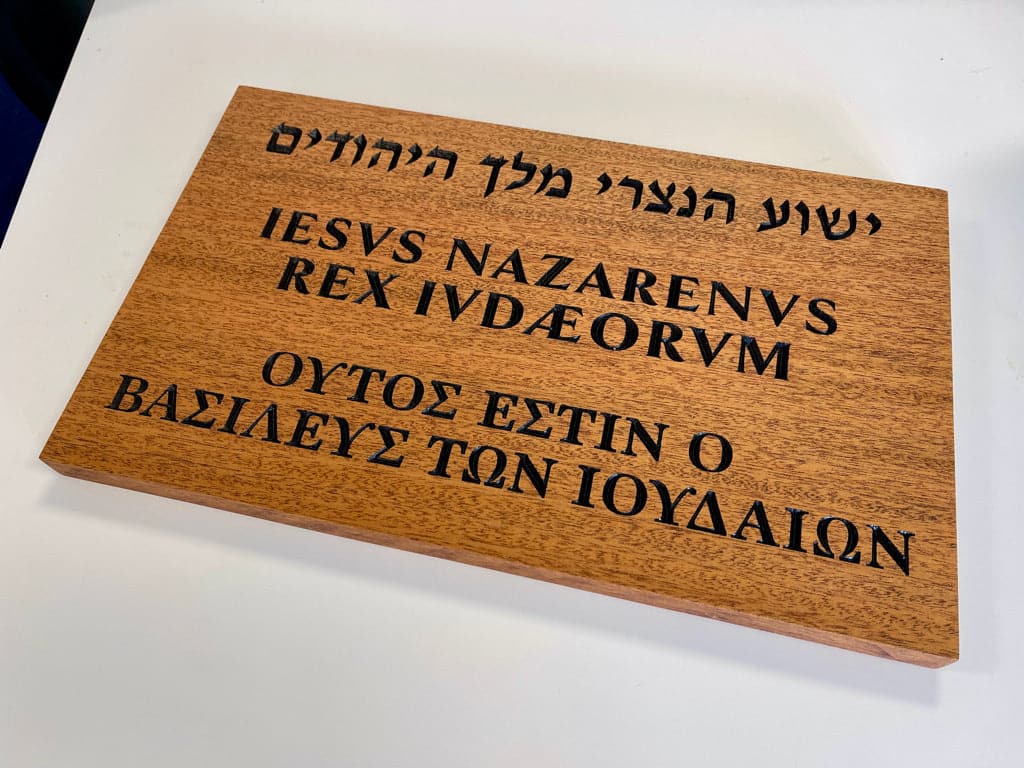 ישוע הנצרי מלך היהודים
IESVS NAZARENVS
REX IVDÆORVM
ΟΥΤΟΣ ΕΣΤΙΝ Ο
ΒΑΣΙΛΕΥΣ ΤΩΝ ΙΟΥΔΑΙΩΝ